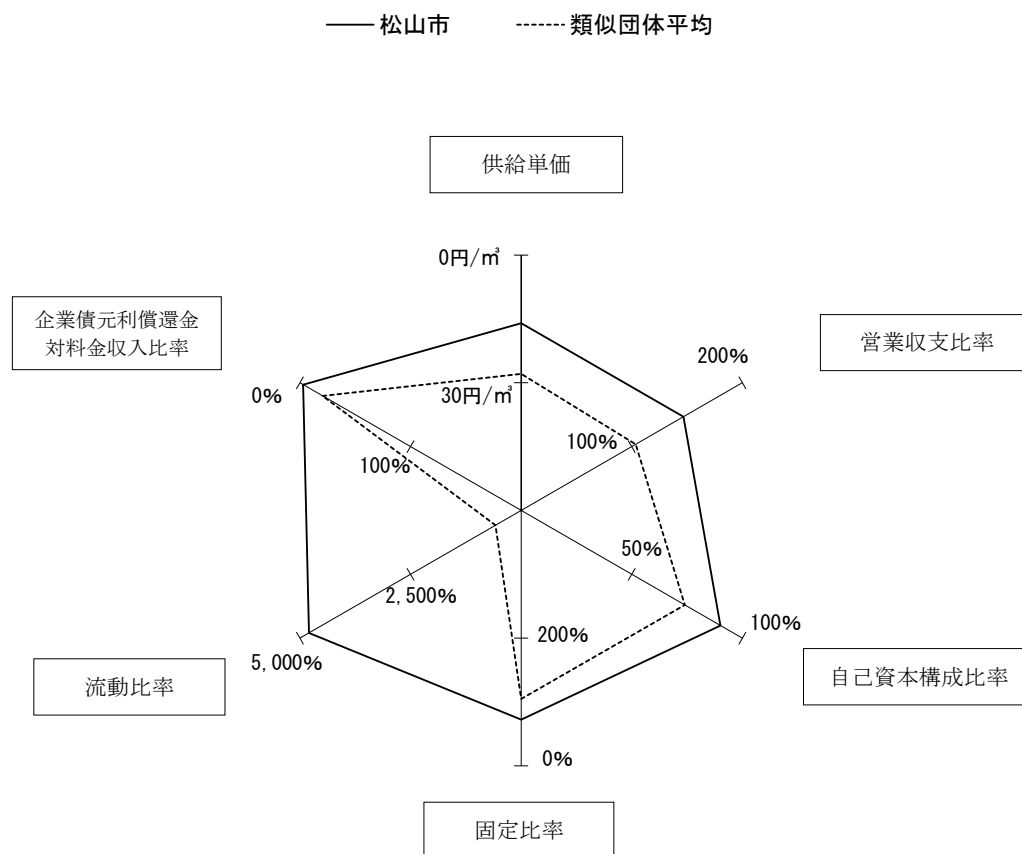 松山市 類似団体平均
供給単価
0円/㎥
企業債元利償還金
対料金収入比率
営業収支比率
200%
0%
30円/㎥
100%
100%
50%
2,500%
100%
200%
5,000%
流動比率
自己資本構成比率
0%
固定比率